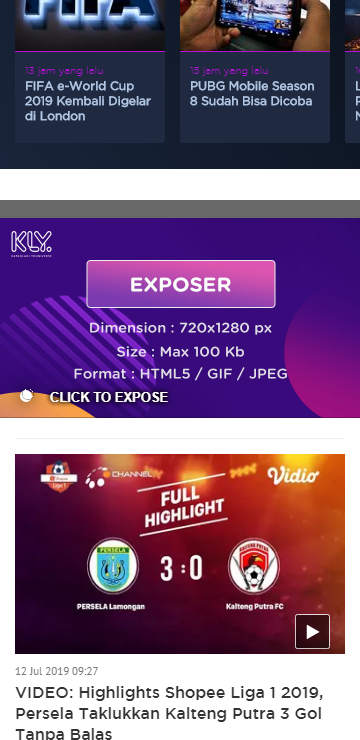 FIFA
13 jam yang lalu
FIFA e-World Cup
2019 Kembali Digelar
di London
15 jam yang lalu
PUBG Mobile Season
8 Sudah Bisa Dicoba
KLY.
KAPANLAGI YOUNIVERSE
EXPOSER
Dimension : 720x1280 px
Size : Max 100 Kb
Format : HTML5 / GIF / JPEG
CLICK TO EXPOSE
CHANNEL
Vidio
FULL
HIGHLIGHT
PERSELA
3 : 0
PERSELA Lamongan
Kalteng Putra FC
12 Jul 2019 09:27
VIDEO: Highlights Shopee Liga 1 2019,
Persela Taklukkan Kalteng Putra 3 Gol
Tanpa Balas